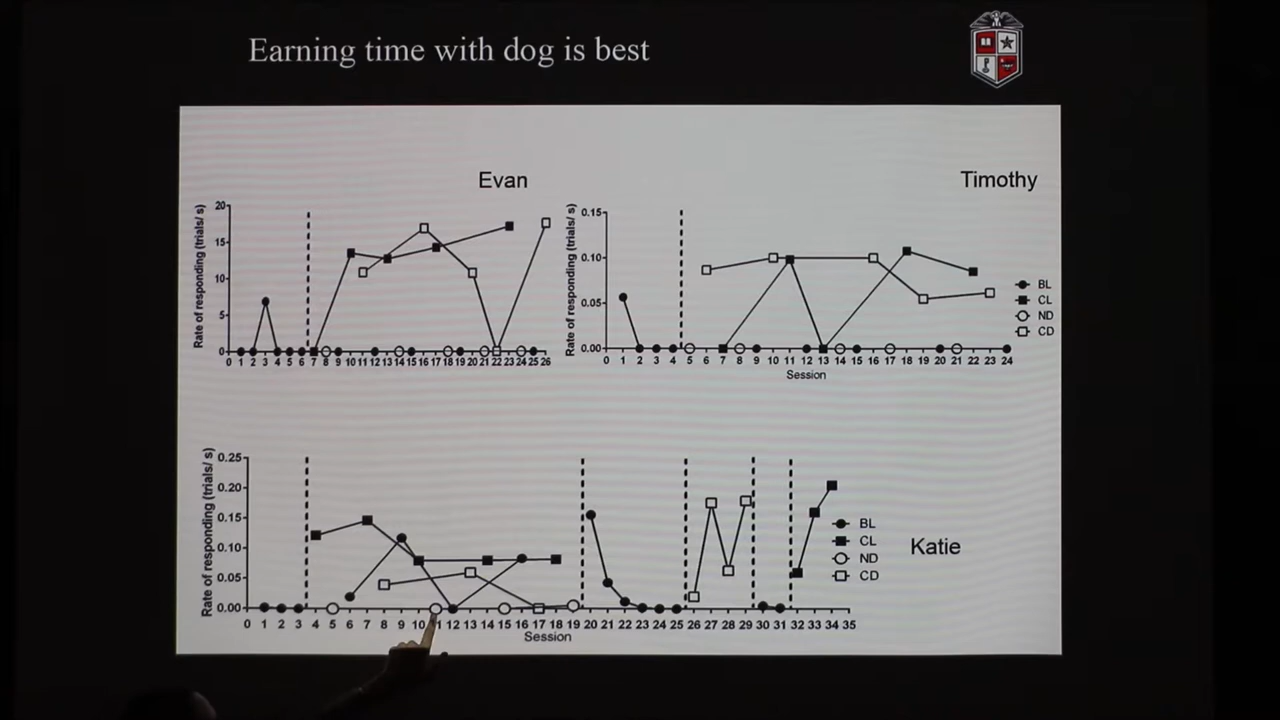 Earning time with dog is best
Evan
Rate of responding (trials/ s)
20
15
10
5
0
0 1 2 3 4 5 6 7 8 9 10 11 12 13 14 15 16 17 18 19 20 21 22 23 24 25 26
Timothy
Rate of responding (trials/ s)
0.15
0.10
0.05
0.00
0 1 2 3 4 5 6 7 8 9 10 11 12 13 14 15 16 17 18 19 20 21 22 23 24
Session
BL
CL
ND
CD
Katie
Rate of responding (trials/ s)
0.25
0.20
0.15
0.10
0.05
0.00
0 1 2 3 4 5 6 7 8 9 10 11 12 13 14 15 16 17 18 19 20 21 22 23 24 25 26 27 28 29 30 31 32 33 34 35
Session
BL
CL
ND
CD